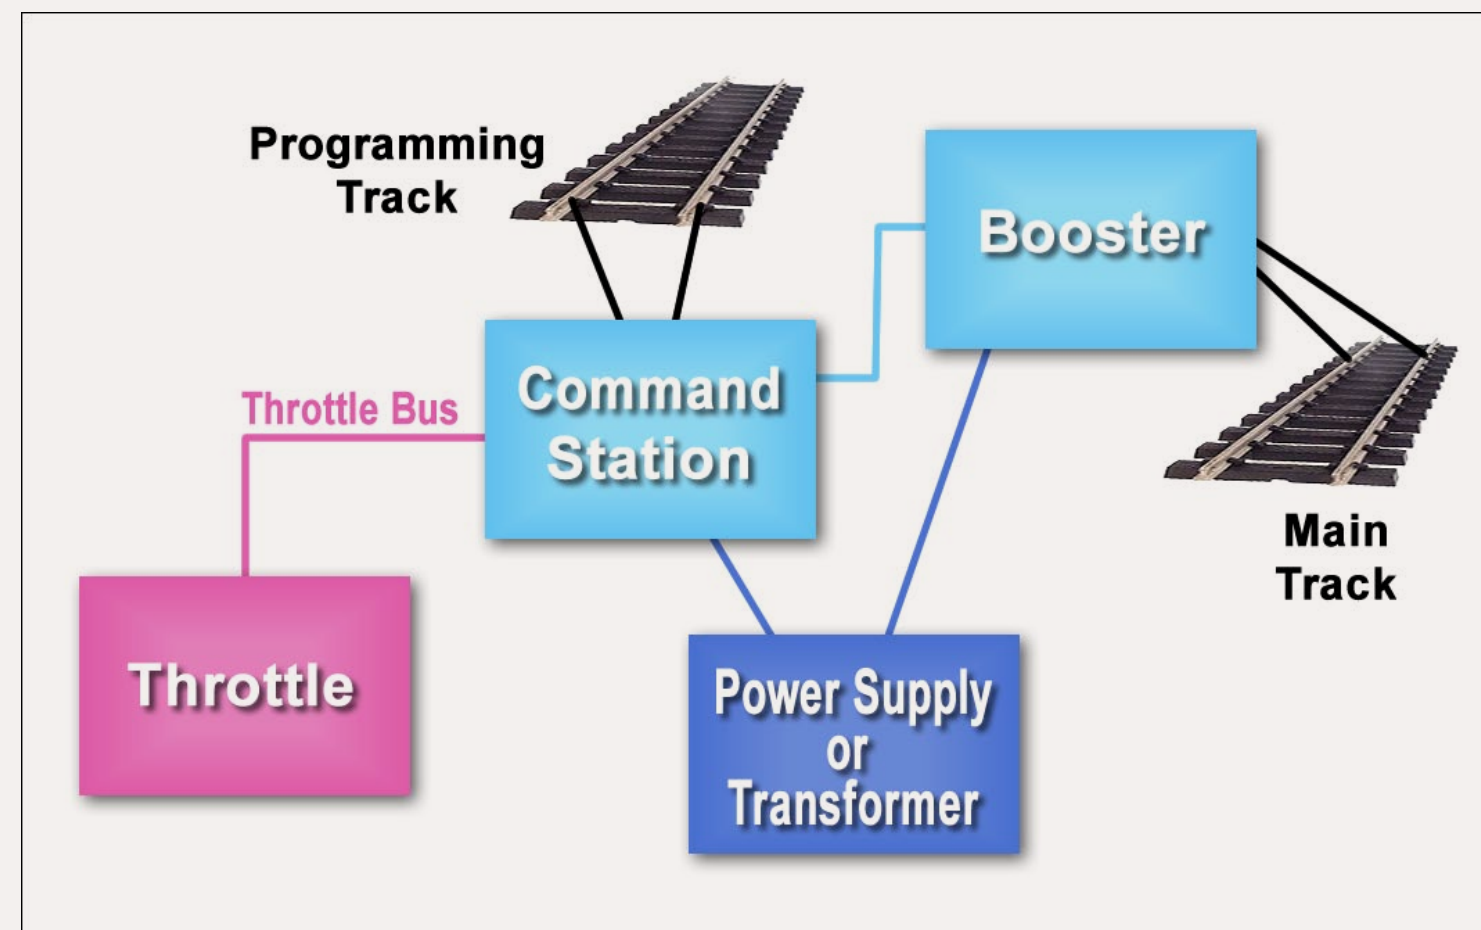 Programming
Track
Booster
Command
Station
Throttle Bus
Main
Track
Throttle
Power Supply
or
Transformer